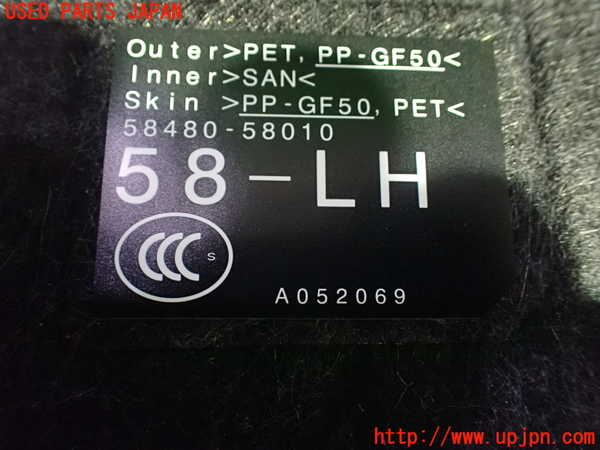 USED PARTS JAPAN
Outer>PET, PP-GF50<
Inner>SAN<
Skin >PP-GF50, PET<
58480-58010
58-LH
CCC S
A052069
http://www.upjpn.com/